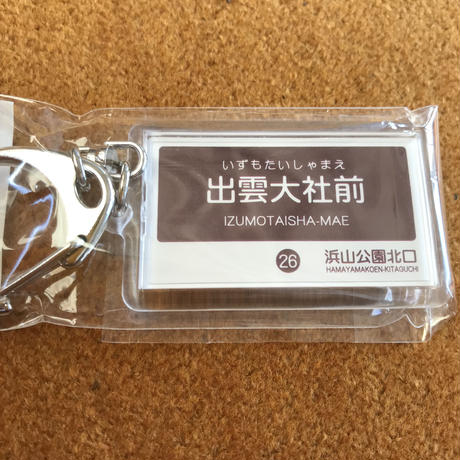 いずもたいしゃまえ
出雲大社前
IZUMOTAISHA-MAE
26 浜山公園北口
HAMAYAMAKOEN-KITAGUCHI